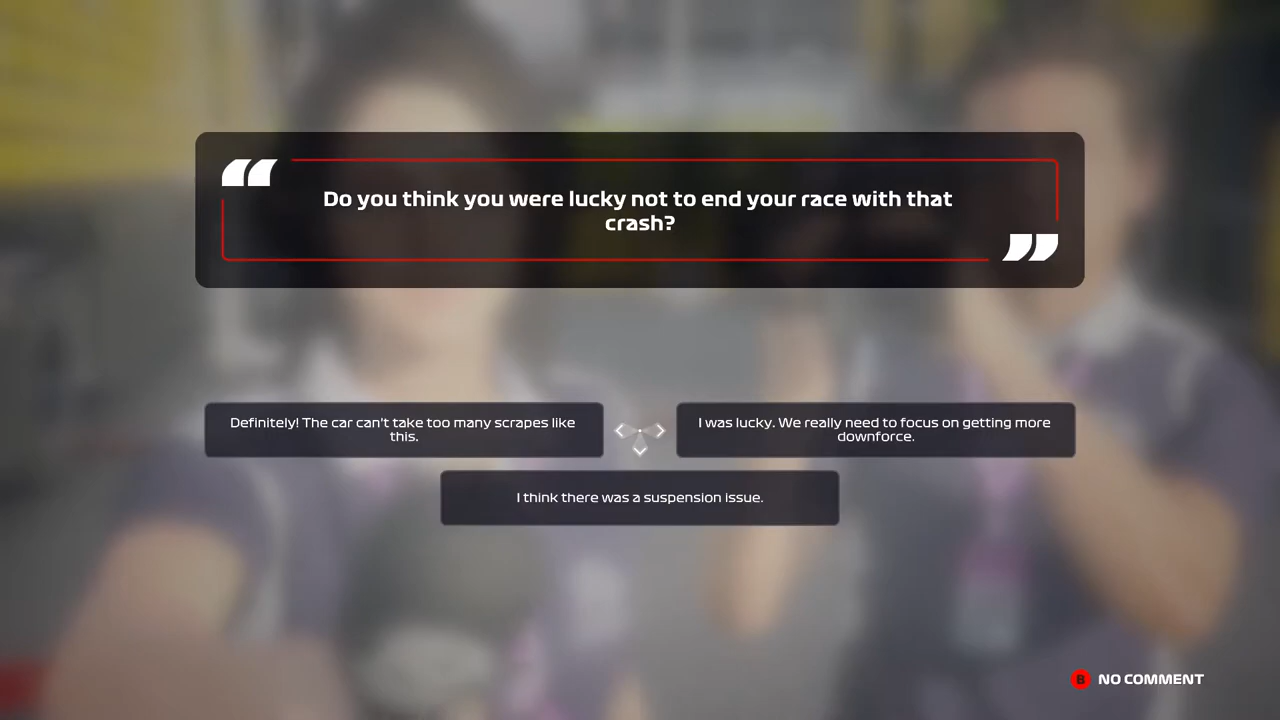 Do you think you were lucky not to end your race with that
crash?
Definitely! The car can't take too many scrapes like
this.
I was lucky. We really need to focus on getting more
downforce.
I think there was a suspension issue.
B NO COMMENT